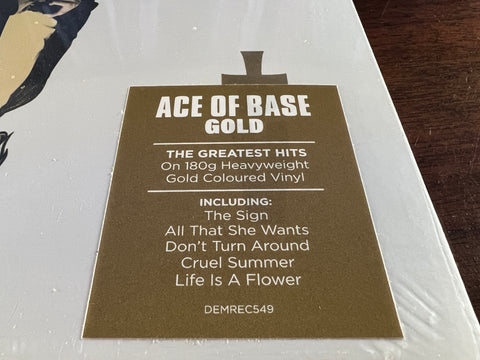 ACE OF BASE
GOLD
THE GREATEST HITS
On 180g Heavyweight
Gold Coloured Vinyl
INCLUDING:
The Sign
All That She Wants
Don't Turn Around
Cruel Summer
Life Is A Flower
DEMREC549